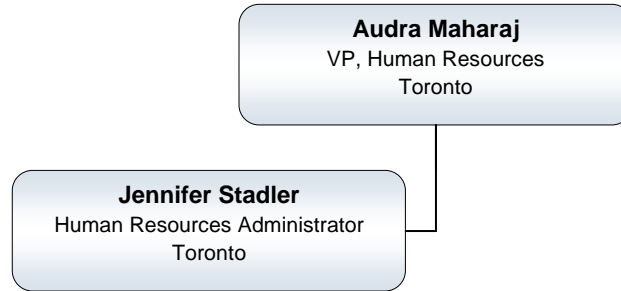 Audra Maharaj
VP, Human Resources
Toronto
Jennifer Stadler
Human Resources Administrator
Toronto